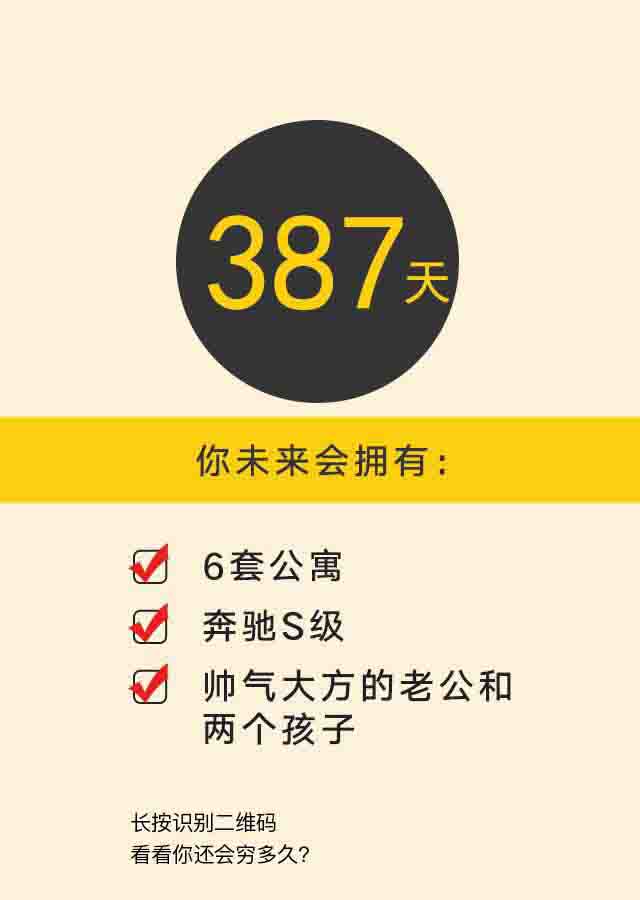 387天
你未来会拥有：
6套公寓
奔驰S级
帅气大方的老公和
两个孩子
长按识别二维码
看看你还会穷多久?